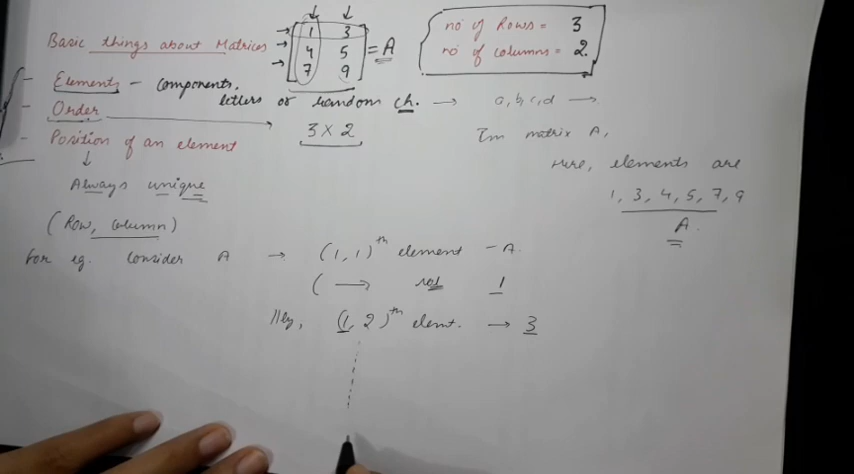 Basic things about Matrices
1 3
4 5
7 9
= A
no of Rows = 3
no of columns = 2
- Element - components.
letters or random ch. → a, b, c, d →
- Order → 3 × 2
In matrix A,
- Position of an element
Here, elements are
1, 3, 4, 5, 7, 9
A.
↓
Always unique
(Row, column)
for eg. Consider A → (1, 1)th element - A.
( → 1
lly, (1, 2)th elemt. → 3